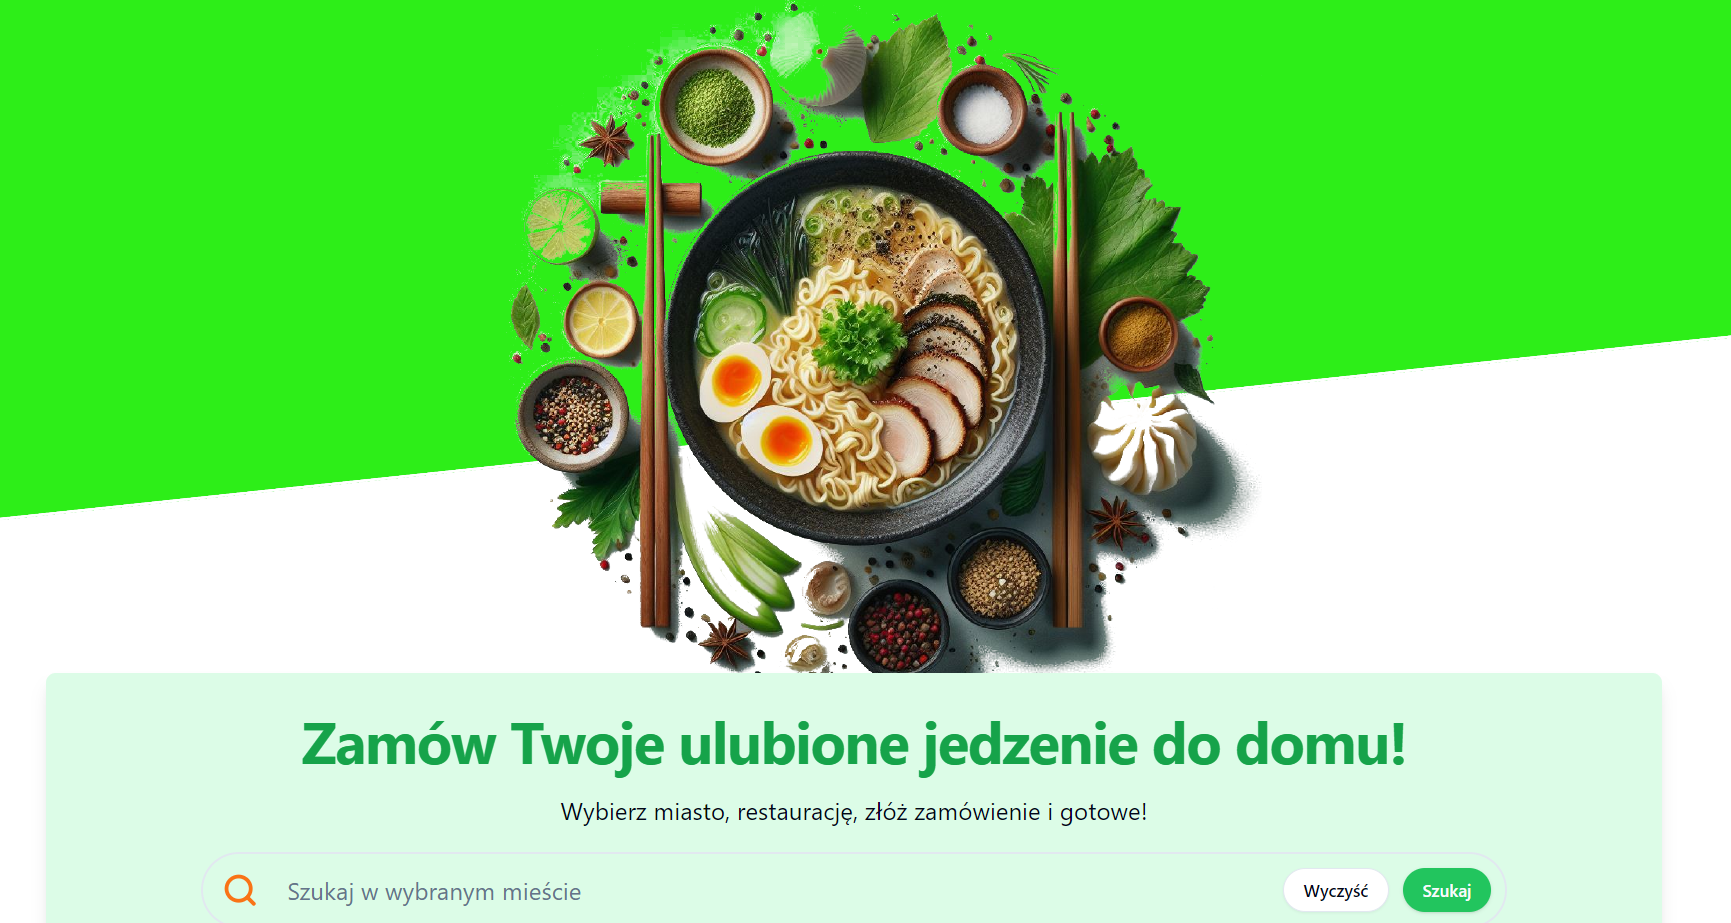 Zamów Twoje ulubione jedzenie do domu!
Wybierz miasto, restaurację, złóż zamówienie i gotowe!
Szukaj w wybranym mieście
Wyczyść
Szukaj